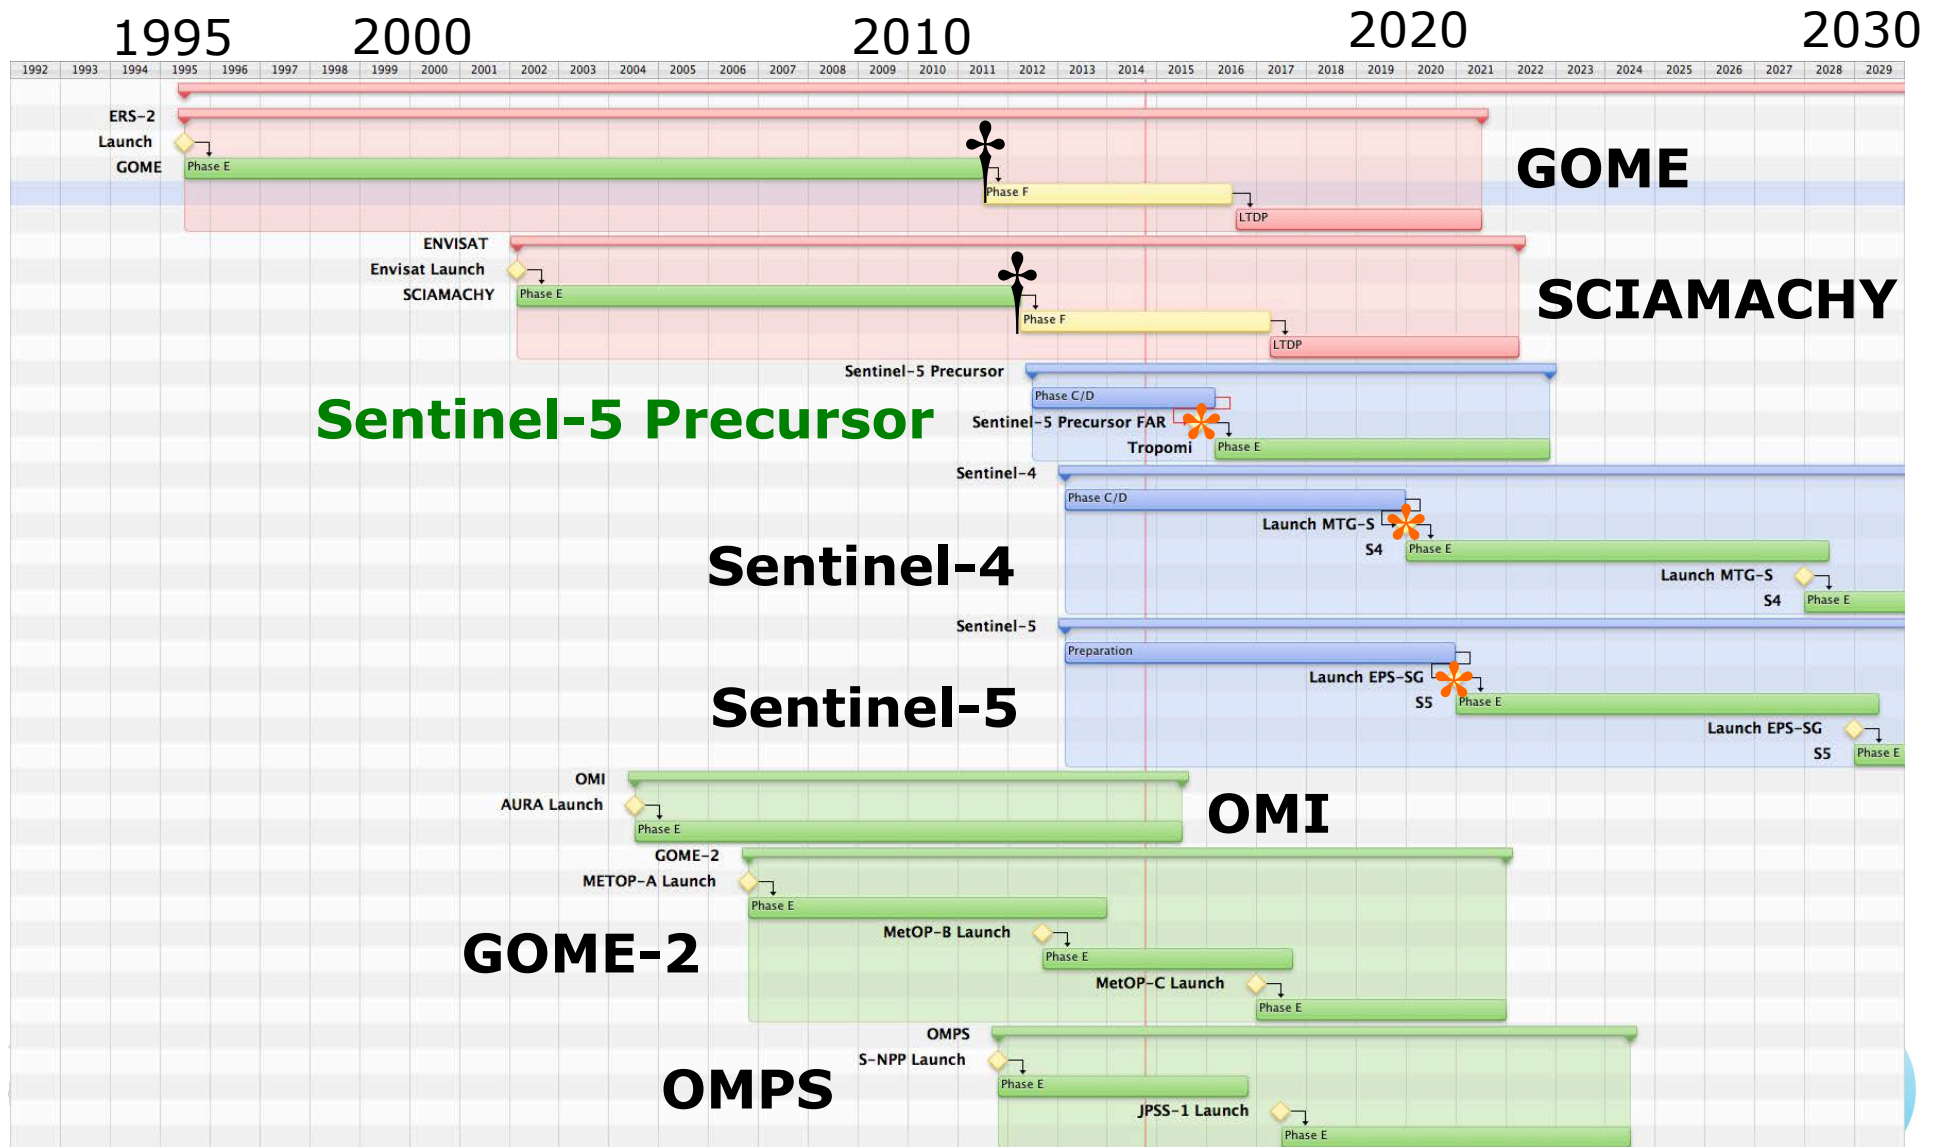 1995 2000 2010 2020 2030
1992 1993 1994 1995 1996 1997 1998 1999 2000 2001 2002 2003 2004 2005 2006 2007 2008 2009 2010 2011 2012 2013 2014 2015 2016 2017 2018 2019 2020 2021 2022 2023 2024 2025 2026 2027 2028 2029
ERS-2
Launch
GOME Phase E
GOME
Phase F
LTDP
ENVISAT
Envisat Launch
SCIAMACHY Phase E
SCIAMACHY
Phase F
LTDP
Sentinel-5 Precursor
Phase C/D
Sentinel-5 Precursor
Sentinel-5 Precursor FAR
Tropomi Phase E
Sentinel-4
Phase C/D
Launch MTG-S
S4 Phase E
Sentinel-4
Launch MTG-S
S4 Phase E
Sentinel-5
Preparation
Launch EPS-SG
S5 Phase E
Sentinel-5
Launch EPS-SG
S5 Phase E
OMI
AURA Launch
OMI
Phase E
GOME-2
METOP-A Launch
Phase E
MetOP-B Launch
GOME-2
Phase E
MetOP-C Launch
Phase E
OMPS
S-NPP Launch
Phase E
OMPS
JPSS-1 Launch
Phase E